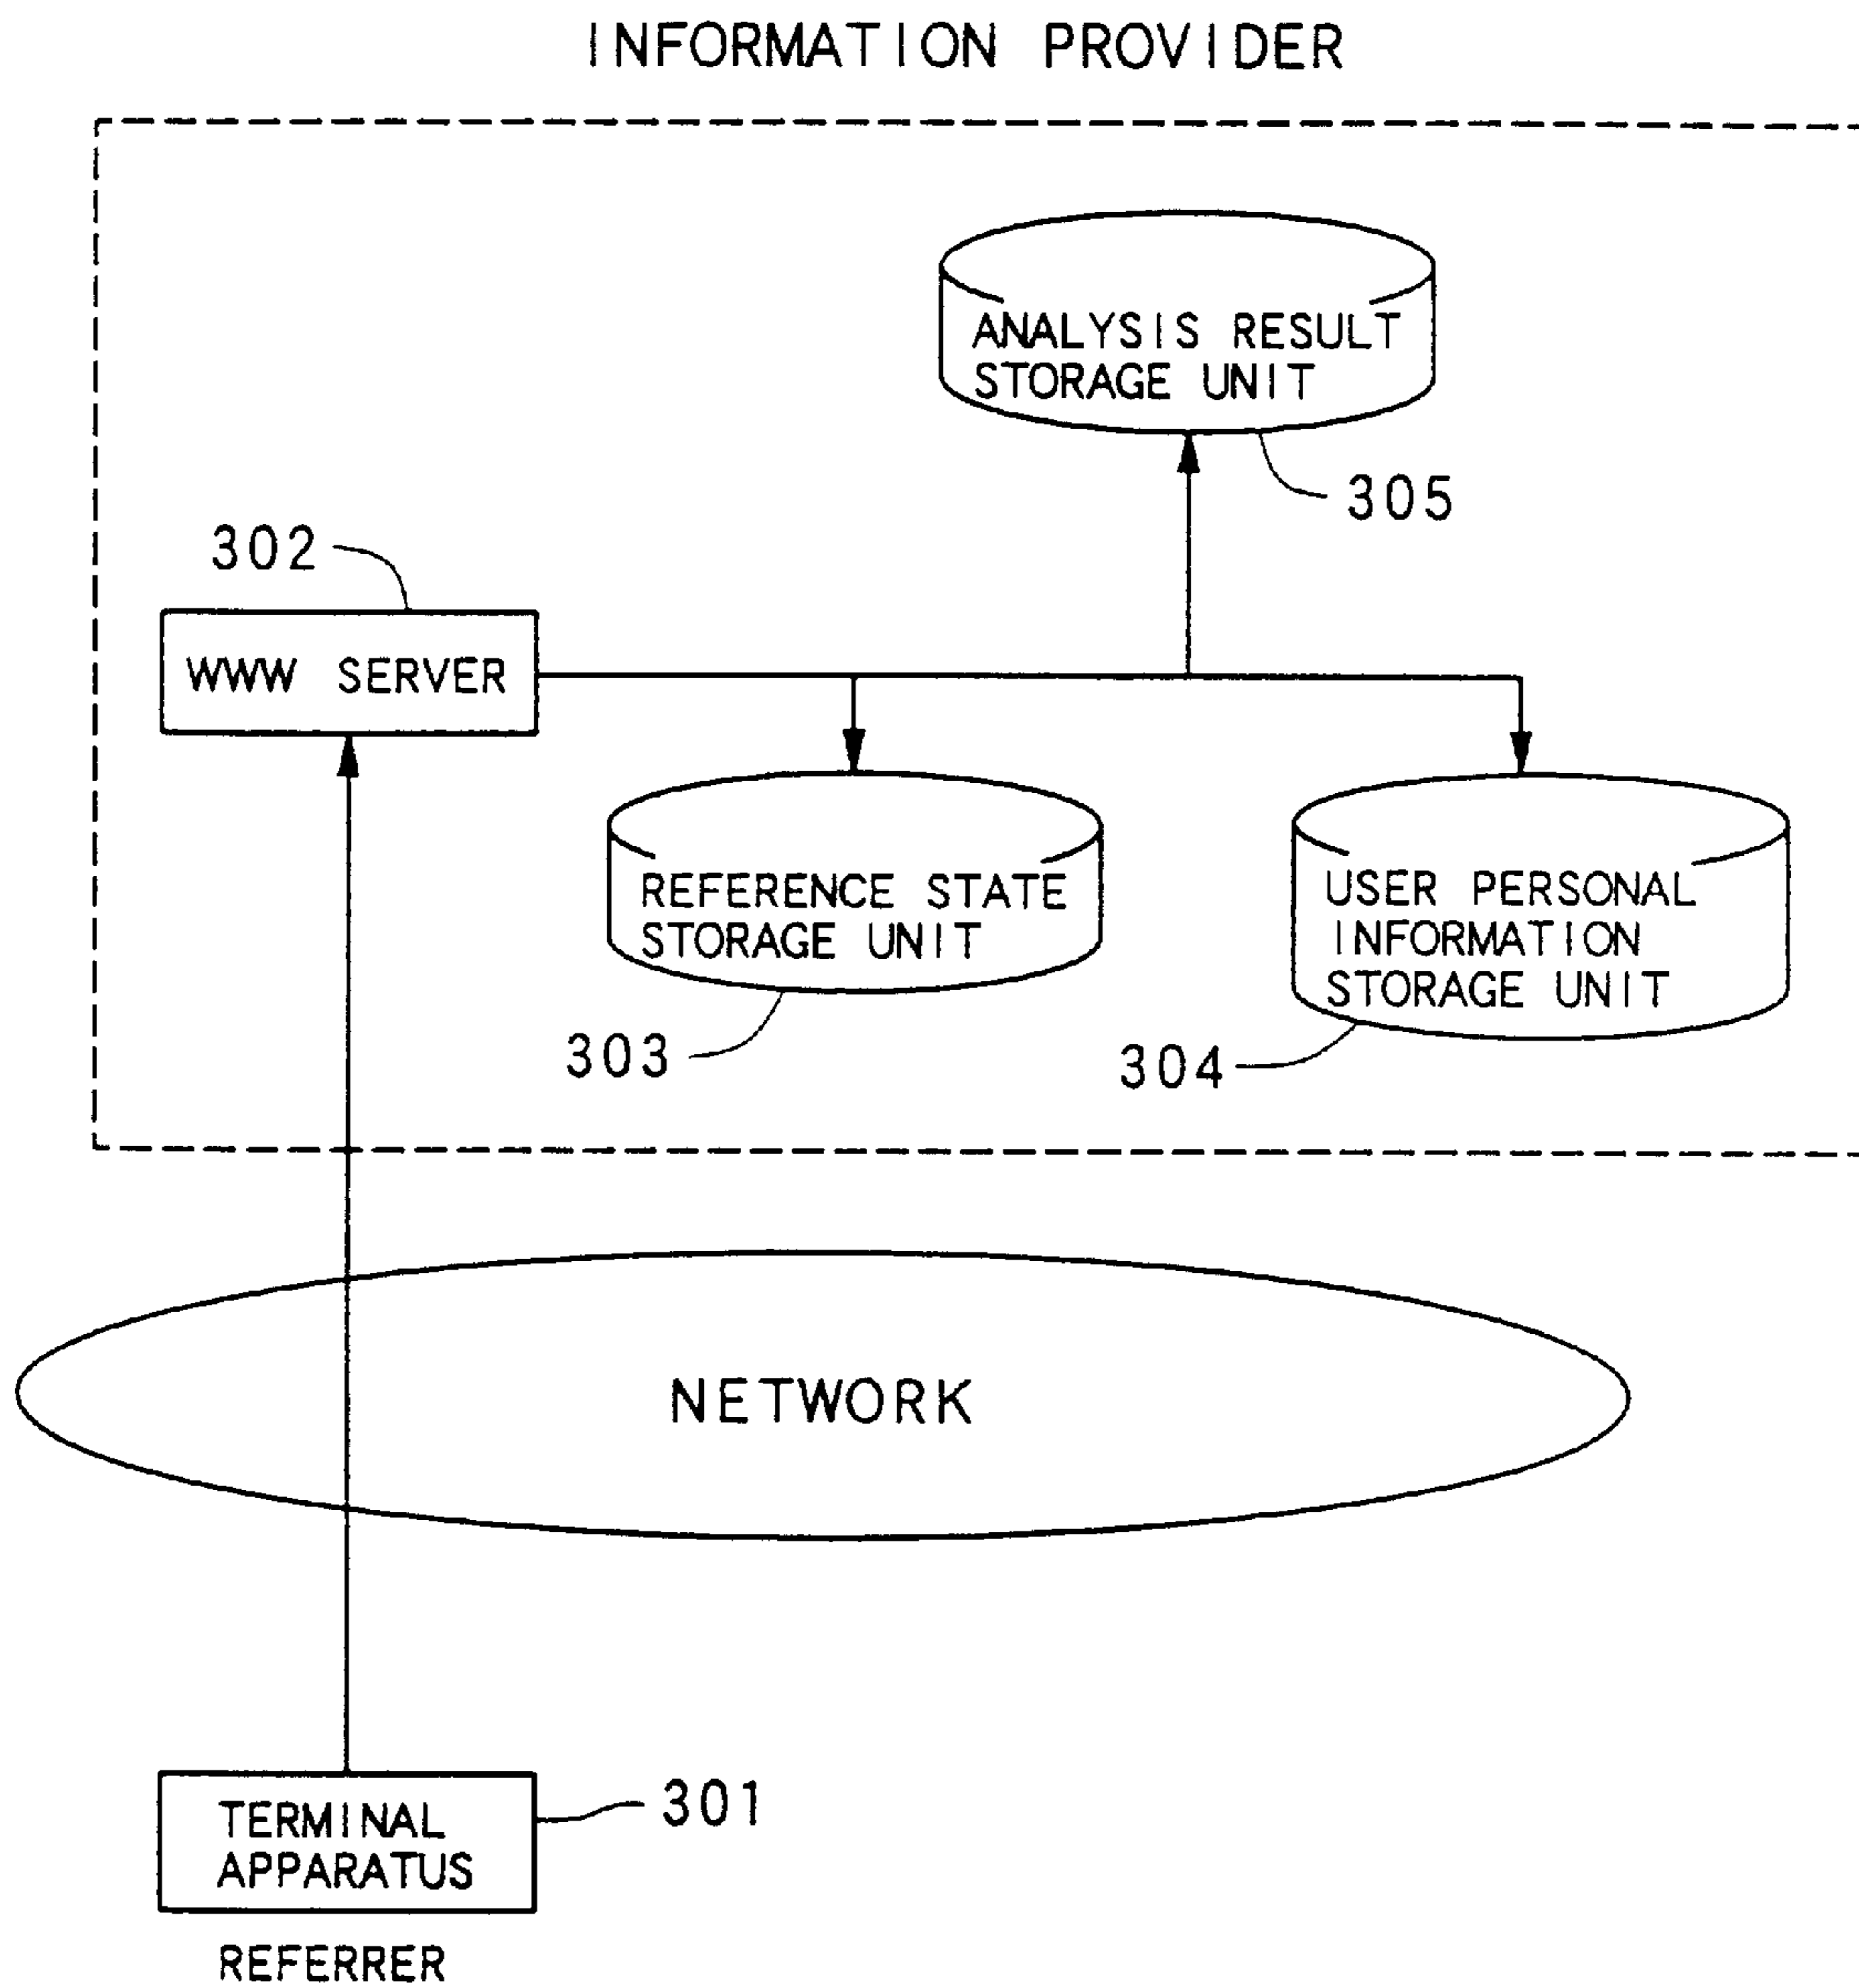 INFORMATION PROVIDER
ANALYSIS RESULT
STORAGE UNIT
305
302
WWW SERVER
REFERENCE STATE
STORAGE UNIT
USER PERSONAL
INFORMATION
STORAGE UNIT
303
304
NETWORK
TERMINAL
APPARATUS
301
REFERRER